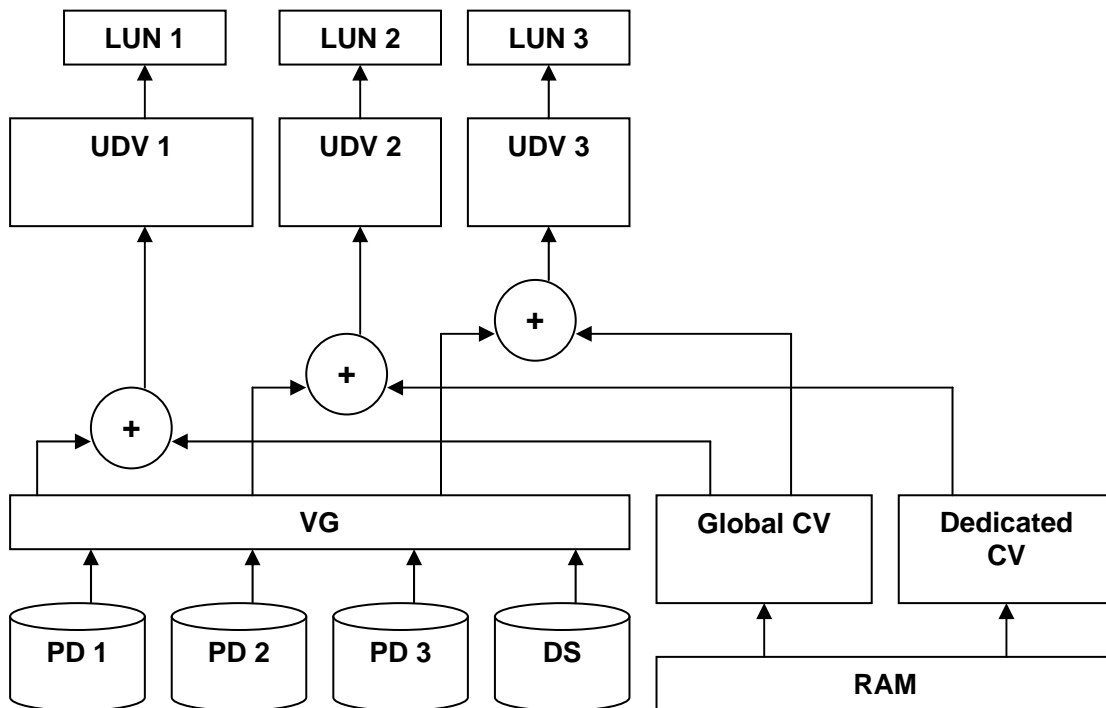 LUN 1 LUN 2 LUN 3
UDV 1 UDV 2 UDV 3
+
+
+
VG Global CV Dedicated
CV
PD 1 PD 2 PD 3 DS
RAM